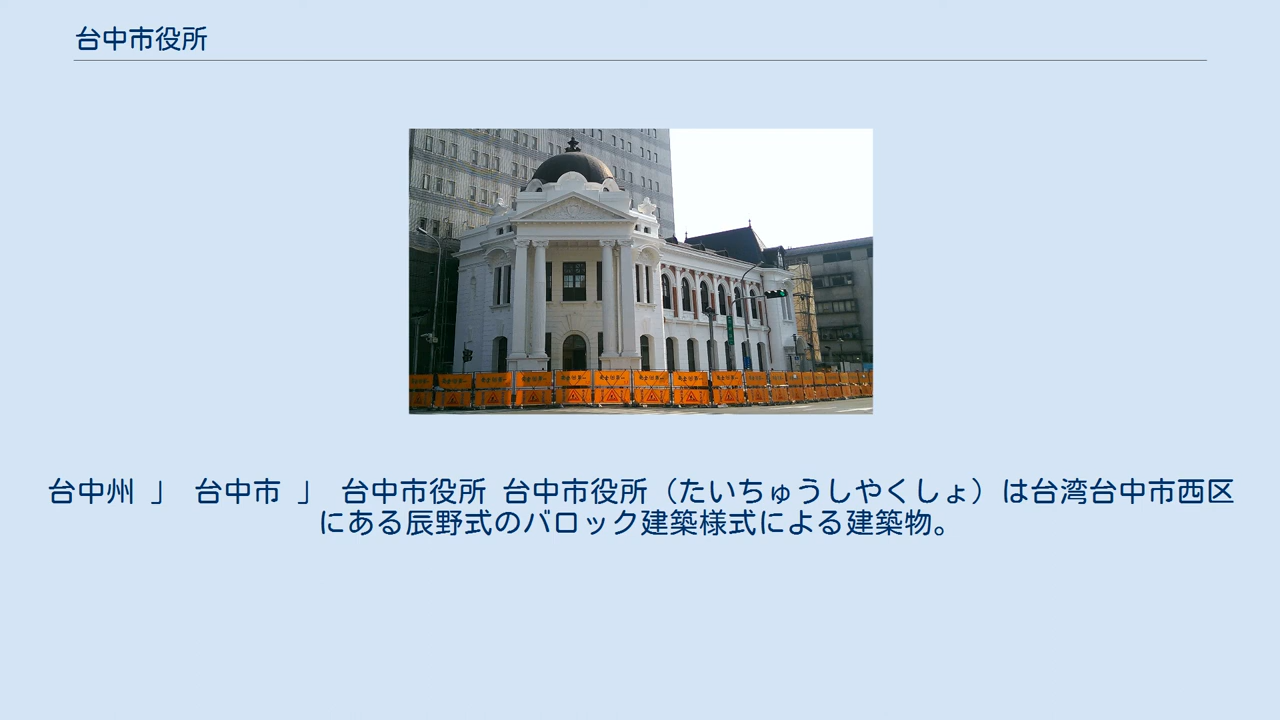 台中市役所
台中州 」 台中市 」 台中市役所 台中市役所（たいちゅうしやくしょ）は台湾台中市西区
にある辰野式のバロック建築様式による建築物。